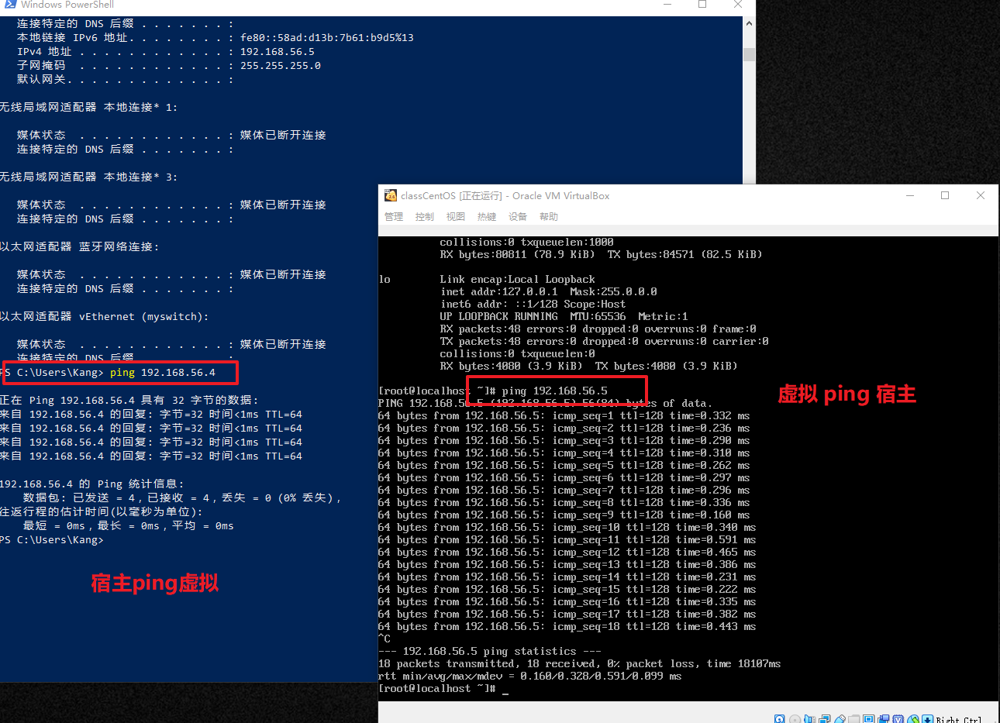 Windows PowerShell
连接特定的 DNS 后缀 . . . . . . . :
本地链接 IPv6 地址. . . . . . . . : fe80::58ad:d13b:7b61:b9d5%13
IPv4 地址 . . . . . . . . . . . . : 192.168.56.5
子网掩码 . . . . . . . . . . . . : 255.255.255.0
默认网关. . . . . . . . . . . . . :
无线局域网适配器 本地连接* 1:
媒体状态 . . . . . . . . . . . . : 媒体已断开连接
连接特定的 DNS 后缀 . . . . . . . :
无线局域网适配器 本地连接* 3:
媒体状态 . . . . . . . . . . . . : 媒体已断开连接
连接特定的 DNS 后缀 . . . . . . . :
以太网适配器 蓝牙网络连接:
媒体状态 . . . . . . . . . . . . : 媒体已断开连接
连接特定的 DNS 后缀 . . . . . . . :
以太网适配器 vEthernet (myswitch):
媒体状态 . . . . . . . . . . . . : 媒体已断开连接
连接特定的 DNS 后缀 . . . . . . . :
PS C:\Users\Kang> ping 192.168.56.4
正在 Ping 192.168.56.4 具有 32 字节的数据:
来自 192.168.56.4 的回复: 字节=32 时间<1ms TTL=64
来自 192.168.56.4 的回复: 字节=32 时间<1ms TTL=64
来自 192.168.56.4 的回复: 字节=32 时间<1ms TTL=64
来自 192.168.56.4 的回复: 字节=32 时间<1ms TTL=64
192.168.56.4 的 Ping 统计信息:
数据包: 已发送 = 4，已接收 = 4，丢失 = 0 (0% 丢失)，
往返行程的估计时间(以毫秒为单位):
最短 = 0ms，最长 = 0ms，平均 = 0ms
PS C:\Users\Kang>
宿主ping虚拟
classCentOS [正在运行] - Oracle VM VirtualBox
管理 控制 视图 热键 设备 帮助
collisions:0 txqueuelen:1000
RX bytes:80811 (78.9 KiB)  TX bytes:84571 (82.5 KiB)
lo Link encap:Local Loopback
inet addr:127.0.0.1  Mask:255.0.0.0
inet6 addr: ::1/128 Scope:Host
UP LOOPBACK RUNNING  MTU:65536  Metric:1
RX packets:48 errors:0 dropped:0 overruns:0 frame:0
TX packets:48 errors:0 dropped:0 overruns:0 carrier:0
collisions:0 txqueuelen:0
RX bytes:4080 (3.9 KiB)  TX bytes:4080 (3.9 KiB)
[root@localhost ~]# ping 192.168.56.5
虚拟 ping 宿主
PING 192.168.56.5 (192.168.56.5) 56(84) bytes of data.
64 bytes from 192.168.56.5: icmp_seq=1 ttl=128 time=0.332 ms
64 bytes from 192.168.56.5: icmp_seq=2 ttl=128 time=0.236 ms
64 bytes from 192.168.56.5: icmp_seq=3 ttl=128 time=0.290 ms
64 bytes from 192.168.56.5: icmp_seq=4 ttl=128 time=0.310 ms
64 bytes from 192.168.56.5: icmp_seq=5 ttl=128 time=0.262 ms
64 bytes from 192.168.56.5: icmp_seq=6 ttl=128 time=0.297 ms
64 bytes from 192.168.56.5: icmp_seq=7 ttl=128 time=0.296 ms
64 bytes from 192.168.56.5: icmp_seq=8 ttl=128 time=0.336 ms
64 bytes from 192.168.56.5: icmp_seq=9 ttl=128 time=0.160 ms
64 bytes from 192.168.56.5: icmp_seq=10 ttl=128 time=0.340 ms
64 bytes from 192.168.56.5: icmp_seq=11 ttl=128 time=0.591 ms
64 bytes from 192.168.56.5: icmp_seq=12 ttl=128 time=0.465 ms
64 bytes from 192.168.56.5: icmp_seq=13 ttl=128 time=0.386 ms
64 bytes from 192.168.56.5: icmp_seq=14 ttl=128 time=0.231 ms
64 bytes from 192.168.56.5: icmp_seq=15 ttl=128 time=0.222 ms
64 bytes from 192.168.56.5: icmp_seq=16 ttl=128 time=0.335 ms
64 bytes from 192.168.56.5: icmp_seq=17 ttl=128 time=0.382 ms
64 bytes from 192.168.56.5: icmp_seq=18 ttl=128 time=0.443 ms
^C
--- 192.168.56.5 ping statistics ---
18 packets transmitted, 18 received, 0% packet loss, time 18107ms
rtt min/avg/max/mdev = 0.160/0.328/0.591/0.099 ms
[root@localhost ~]# _
Right Ctrl